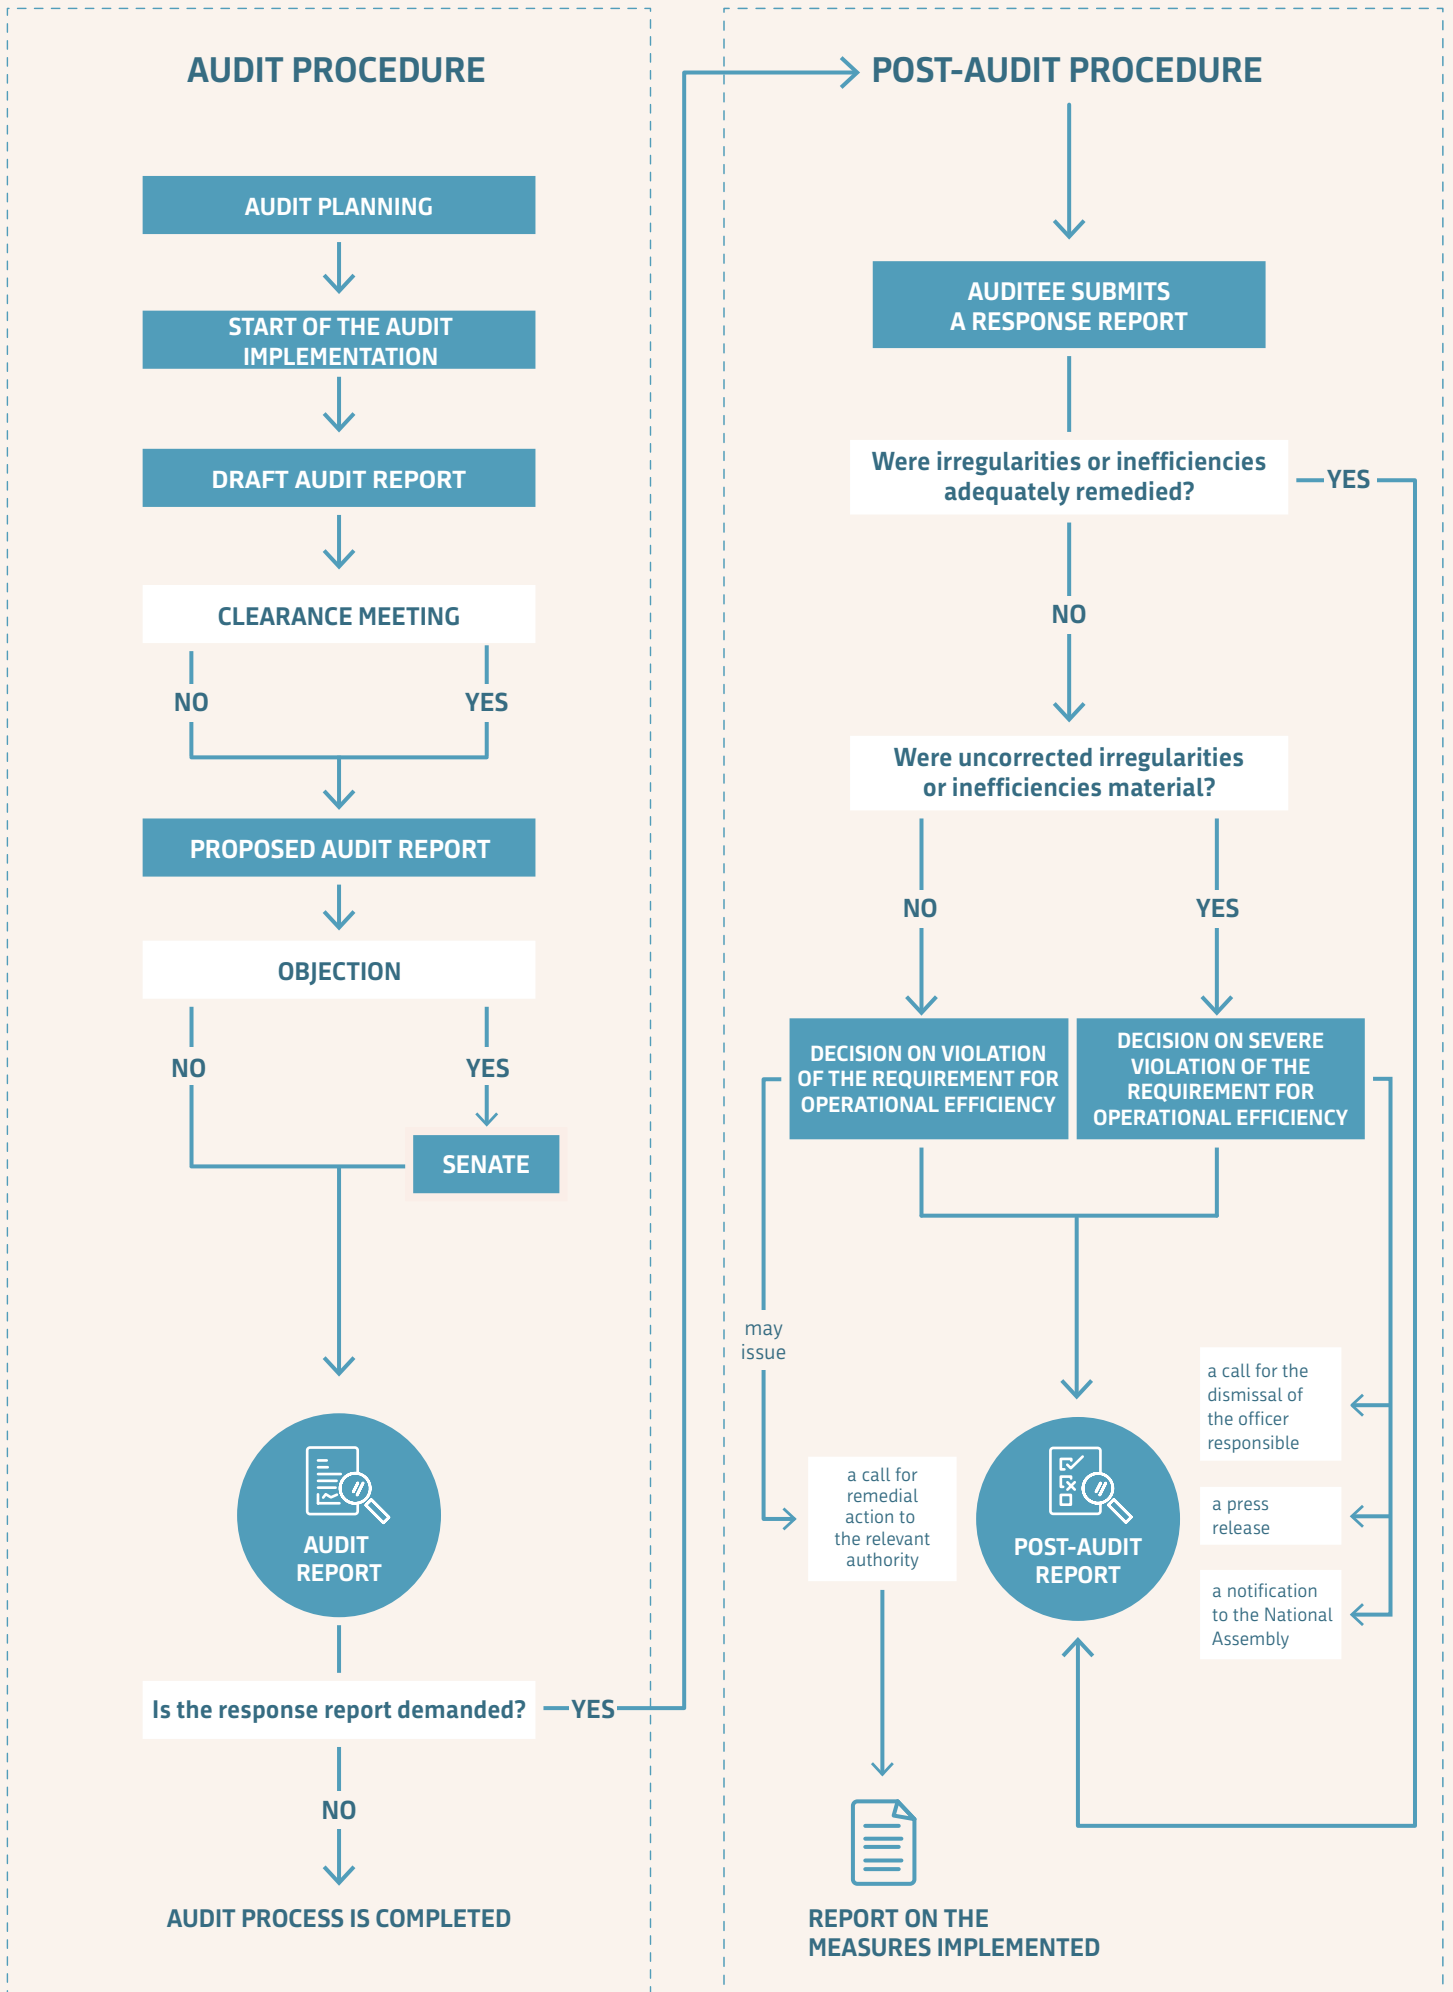 AUDIT PROCEDURE
AUDIT PLANNING
START OF THE AUDIT
IMPLEMENTATION
DRAFT AUDIT REPORT
CLEARANCE MEETING
NO
YES
PROPOSED AUDIT REPORT
OBJECTION
NO
YES
SENATE
AUDIT
REPORT
Is the response report demanded?
YES
NO
AUDIT PROCESS IS COMPLETED
POST-AUDIT PROCEDURE
AUDITEE SUBMITS
A RESPONSE REPORT
Were irregularities or inefficiencies
adequately remedied?
YES
NO
Were uncorrected irregularities
or inefficiencies material?
NO
YES
DECISION ON VIOLATION
OF THE REQUIREMENT FOR
OPERATIONAL EFFICIENCY
DECISION ON SEVERE
VIOLATION OF THE
REQUIREMENT FOR
OPERATIONAL EFFICIENCY
may
issue
a call for
remedial
action to
the relevant
authority
POST-AUDIT
REPORT
a call for the
dismissal of
the officer
responsible
a press
release
a notification
to the National
Assembly
REPORT ON THE
MEASURES IMPLEMENTED